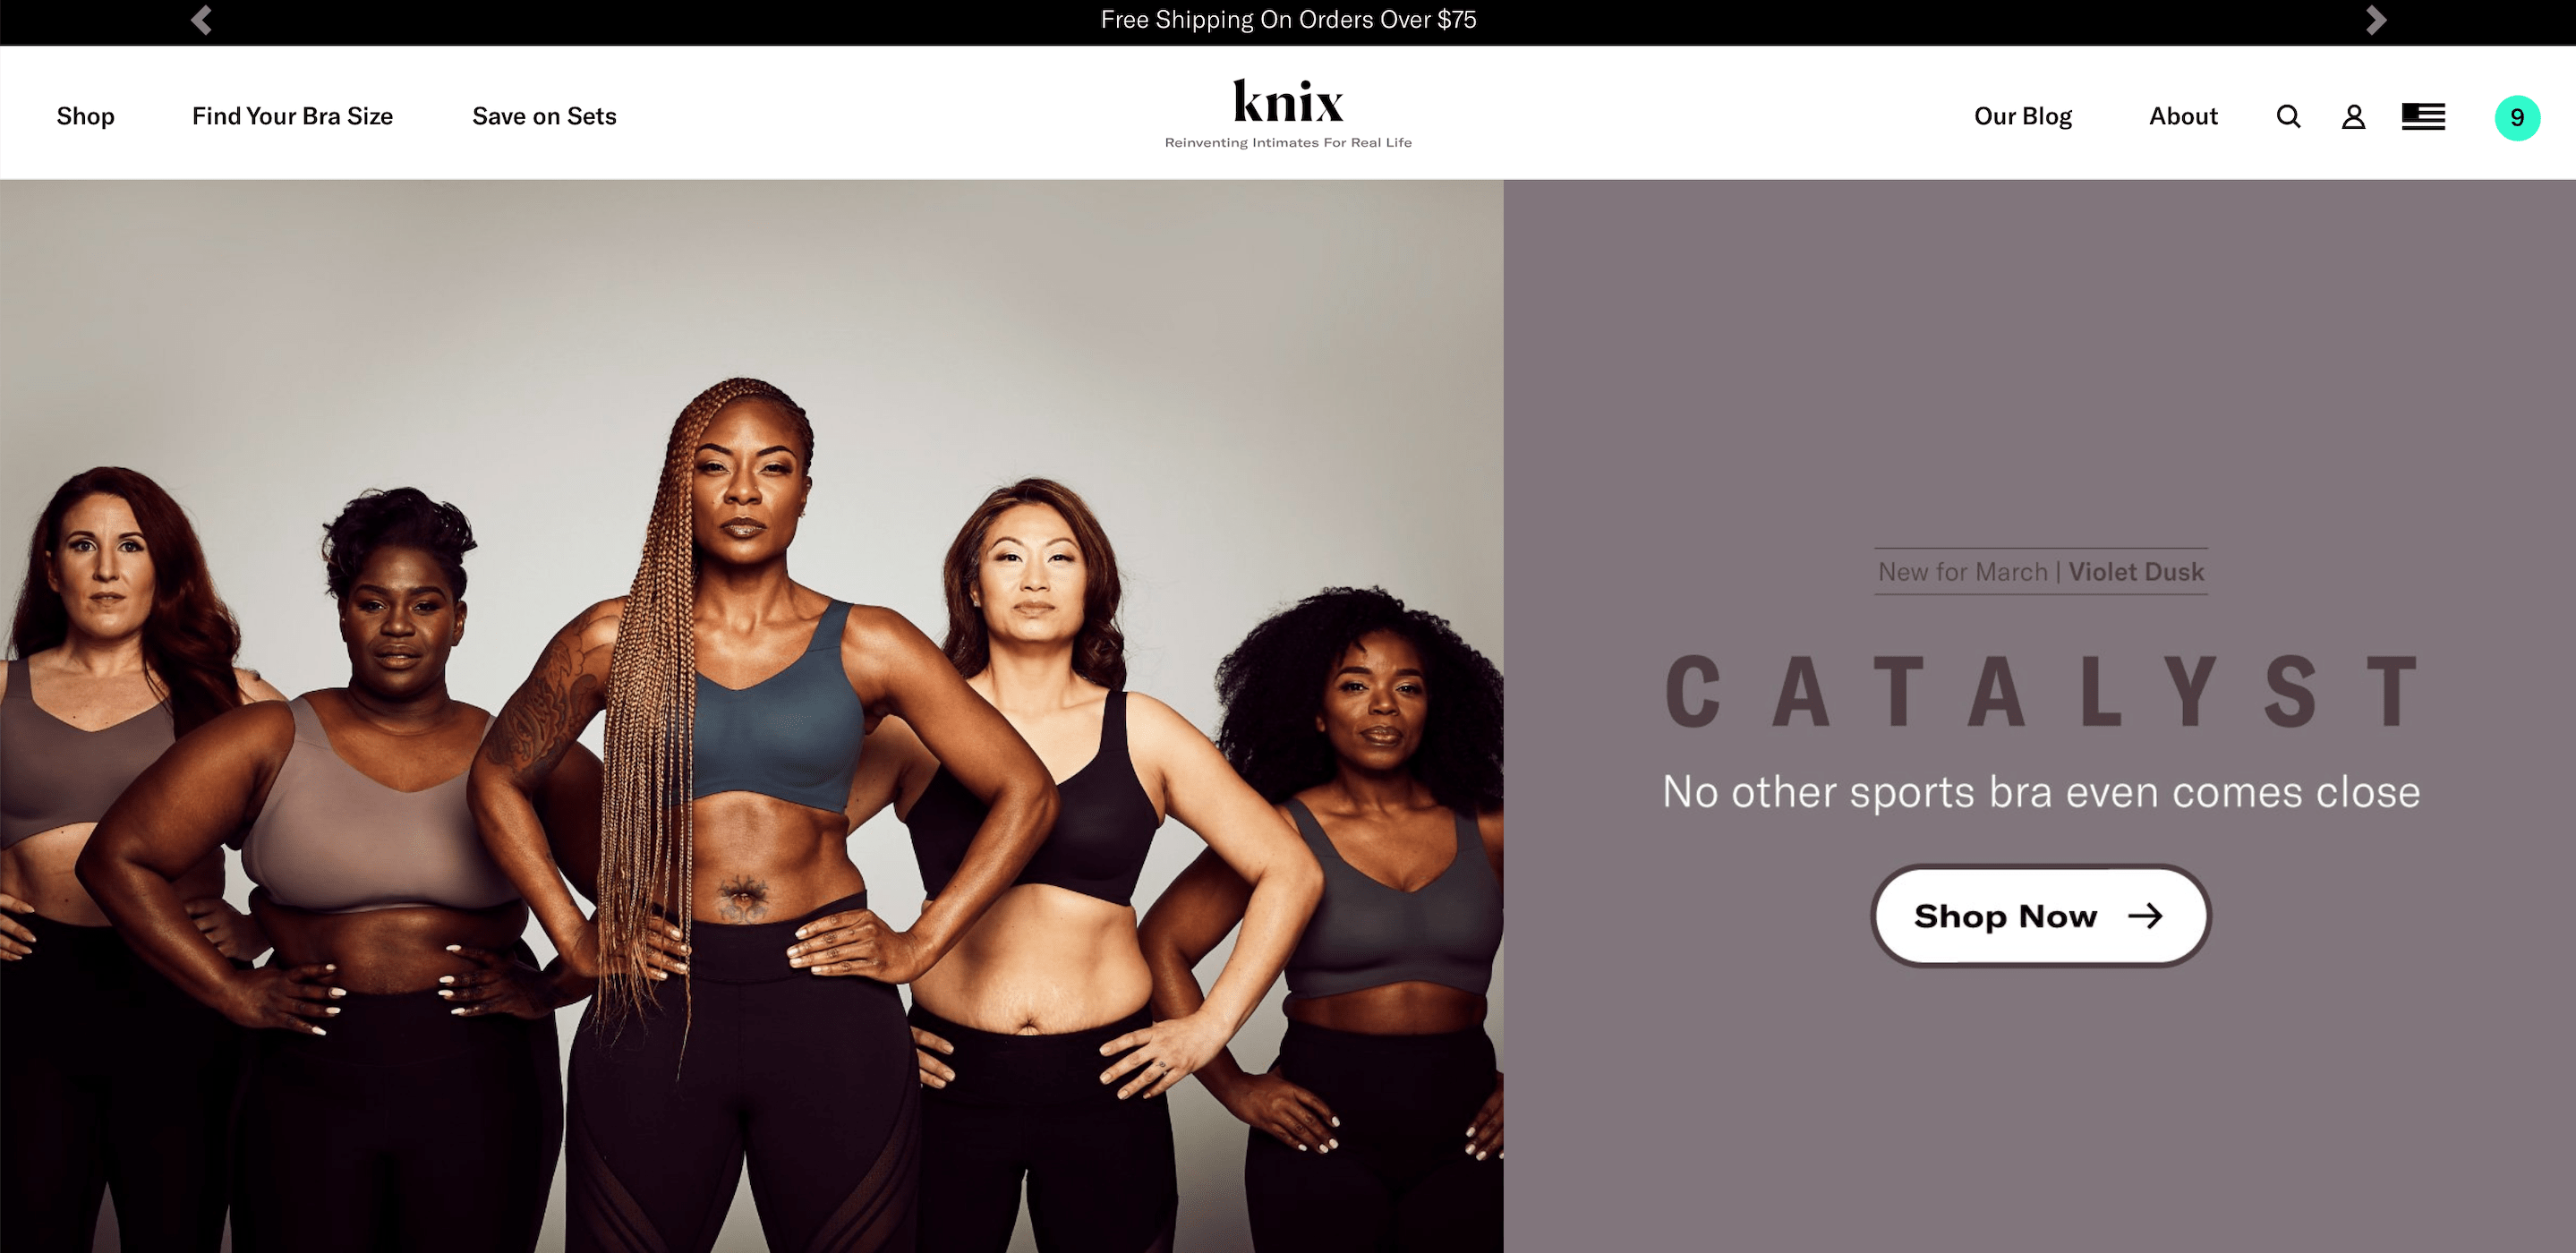 Free Shipping On Orders Over $75
Shop
Find Your Bra Size
Save on Sets
knix
Reinventing Intimates For Real Life
Our Blog
About
9
New for March | Violet Dusk
CATALYST
No other sports bra even comes close
Shop Now →